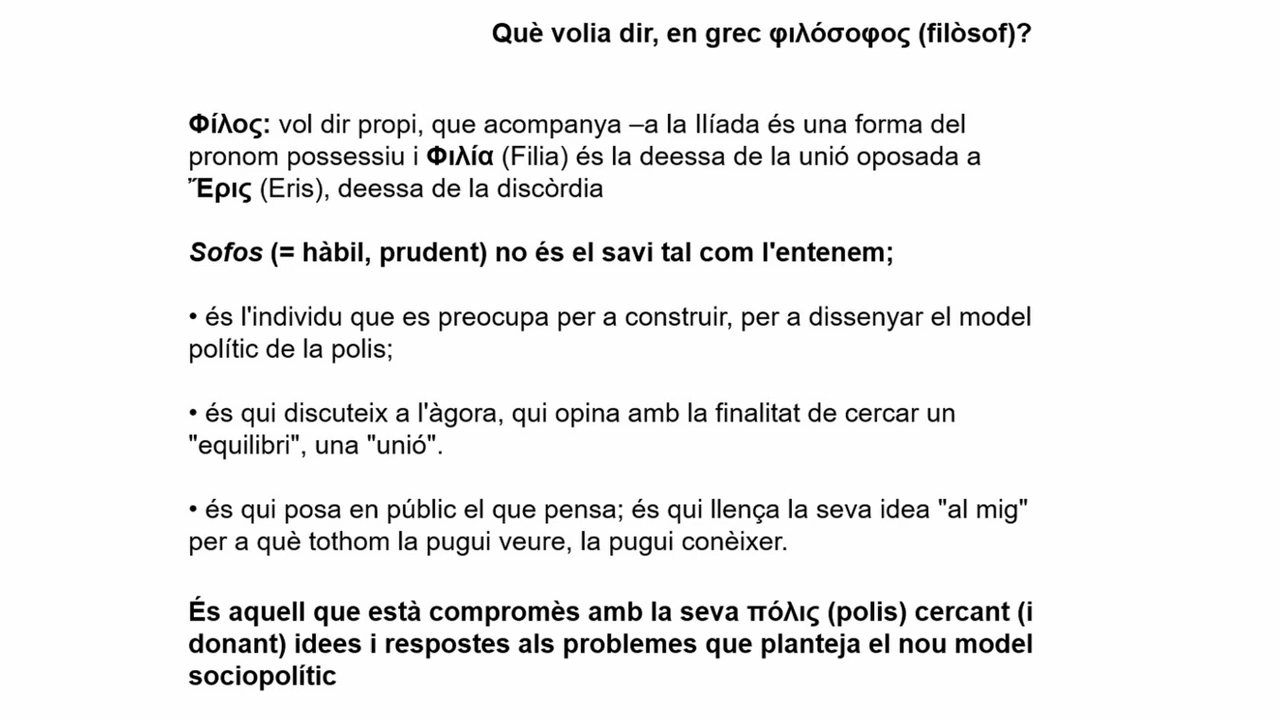 Què volia dir, en grec φιλόσοφος (filòsof)?
Φίλος: vol dir propi, que acompanya –a la Ilíada és una forma del
pronom possessiu i Φιλία (Filia) és la deessa de la unió oposada a
Ἔρις (Eris), deessa de la discòrdia
Sofos (= hàbil, prudent) no és el savi tal com l'entenem;
• és l'individu que es preocupa per a construir, per a dissenyar el model
polític de la polis;
• és qui discuteix a l'àgora, qui opina amb la finalitat de cercar un
"equilibri", una "unió".
• és qui posa en públic el que pensa; és qui llença la seva idea "al mig"
per a què tothom la pugui veure, la pugui conèixer.
És aquell que està compromès amb la seva πόλις (polis) cercant (i
donant) idees i respostes als problemes que planteja el nou model
sociopolític